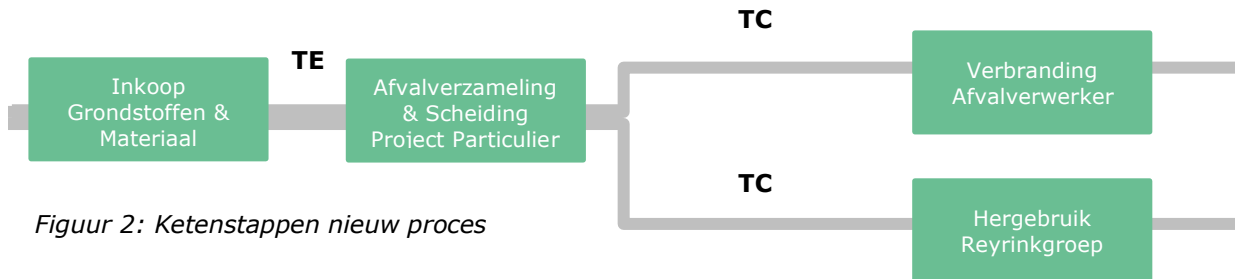 TC
TE
Inkoop
Grondstoffen &
Materiaal
Afvalverzameling
& Scheiding
Project Particulier
Verbranding
Afvalverwerker
TC
Hergebruik
Reyrinkgroep
Figuur 2: Ketenstappen nieuw proces